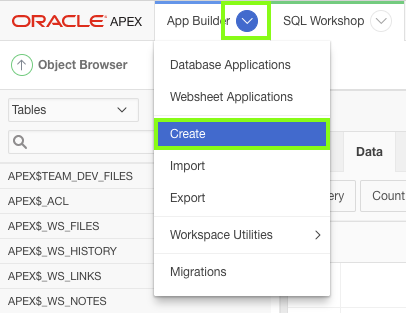 ORACLE APEX
App Builder
SQL Workshop
Object Browser
Database Applications
Websheet Applications
Create
Import
Export
Workspace Utilities
Migrations
Tables
Data
Count
APEX$TEAM_DEV_FILES
APEX$_ACL
APEX$_WS_FILES
APEX$_WS_HISTORY
APEX$_WS_LINKS
APEX$_WS_NOTES